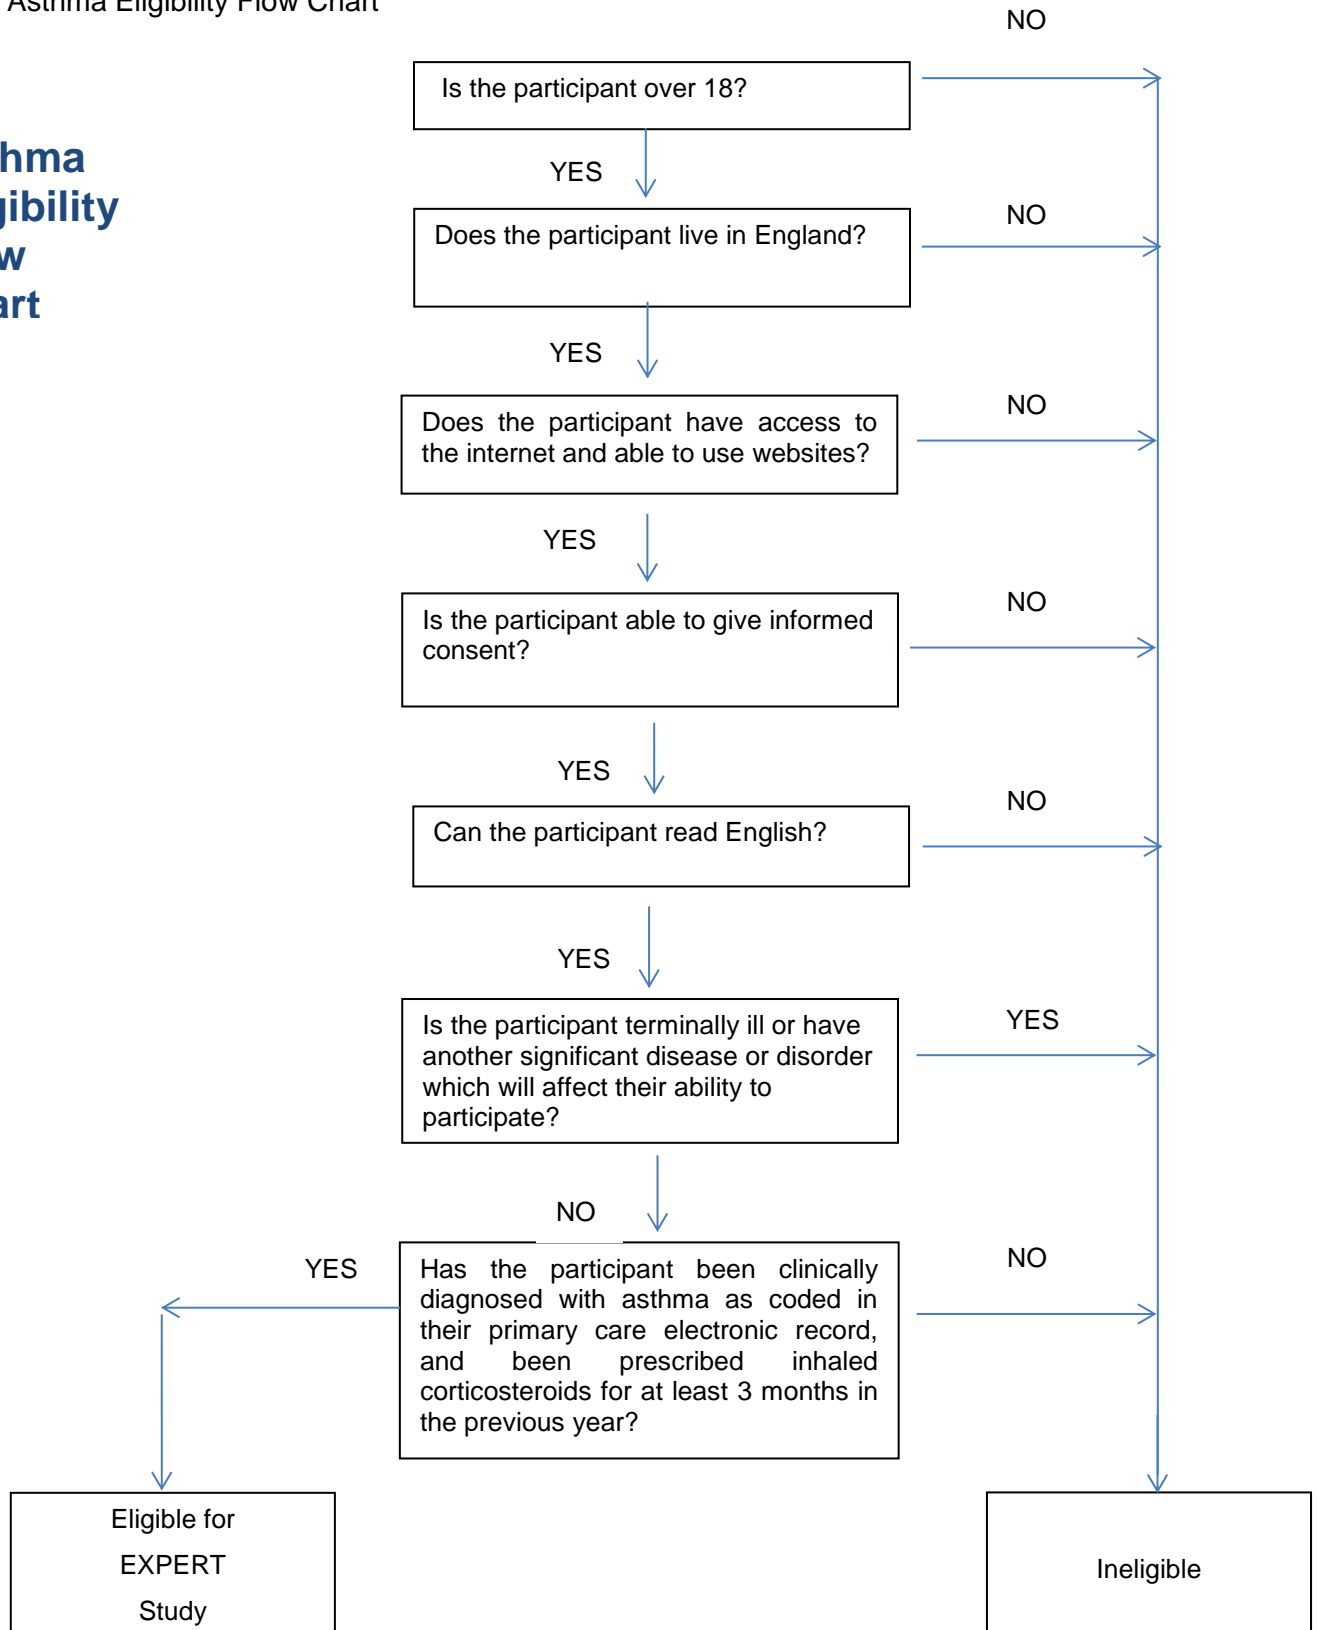 Asthma Eligibility Flow Chart
NO
Is the participant over 18?
hma
gibility
w
art
YES
NO
Does the participant live in England?
YES
NO
Does the participant have access to
the internet and able to use websites?
YES
NO
Is the participant able to give informed
consent?
YES
NO
Can the participant read English?
YES
Is the participant terminally ill or have
another significant disease or disorder
which will affect their ability to
participate?
YES
NO
YES
NO
Has the participant been clinically
diagnosed with asthma as coded in
their primary care electronic record,
and been prescribed inhaled
corticosteroids for at least 3 months in
the previous year?
Eligible for
EXPERT
Study
Ineligible